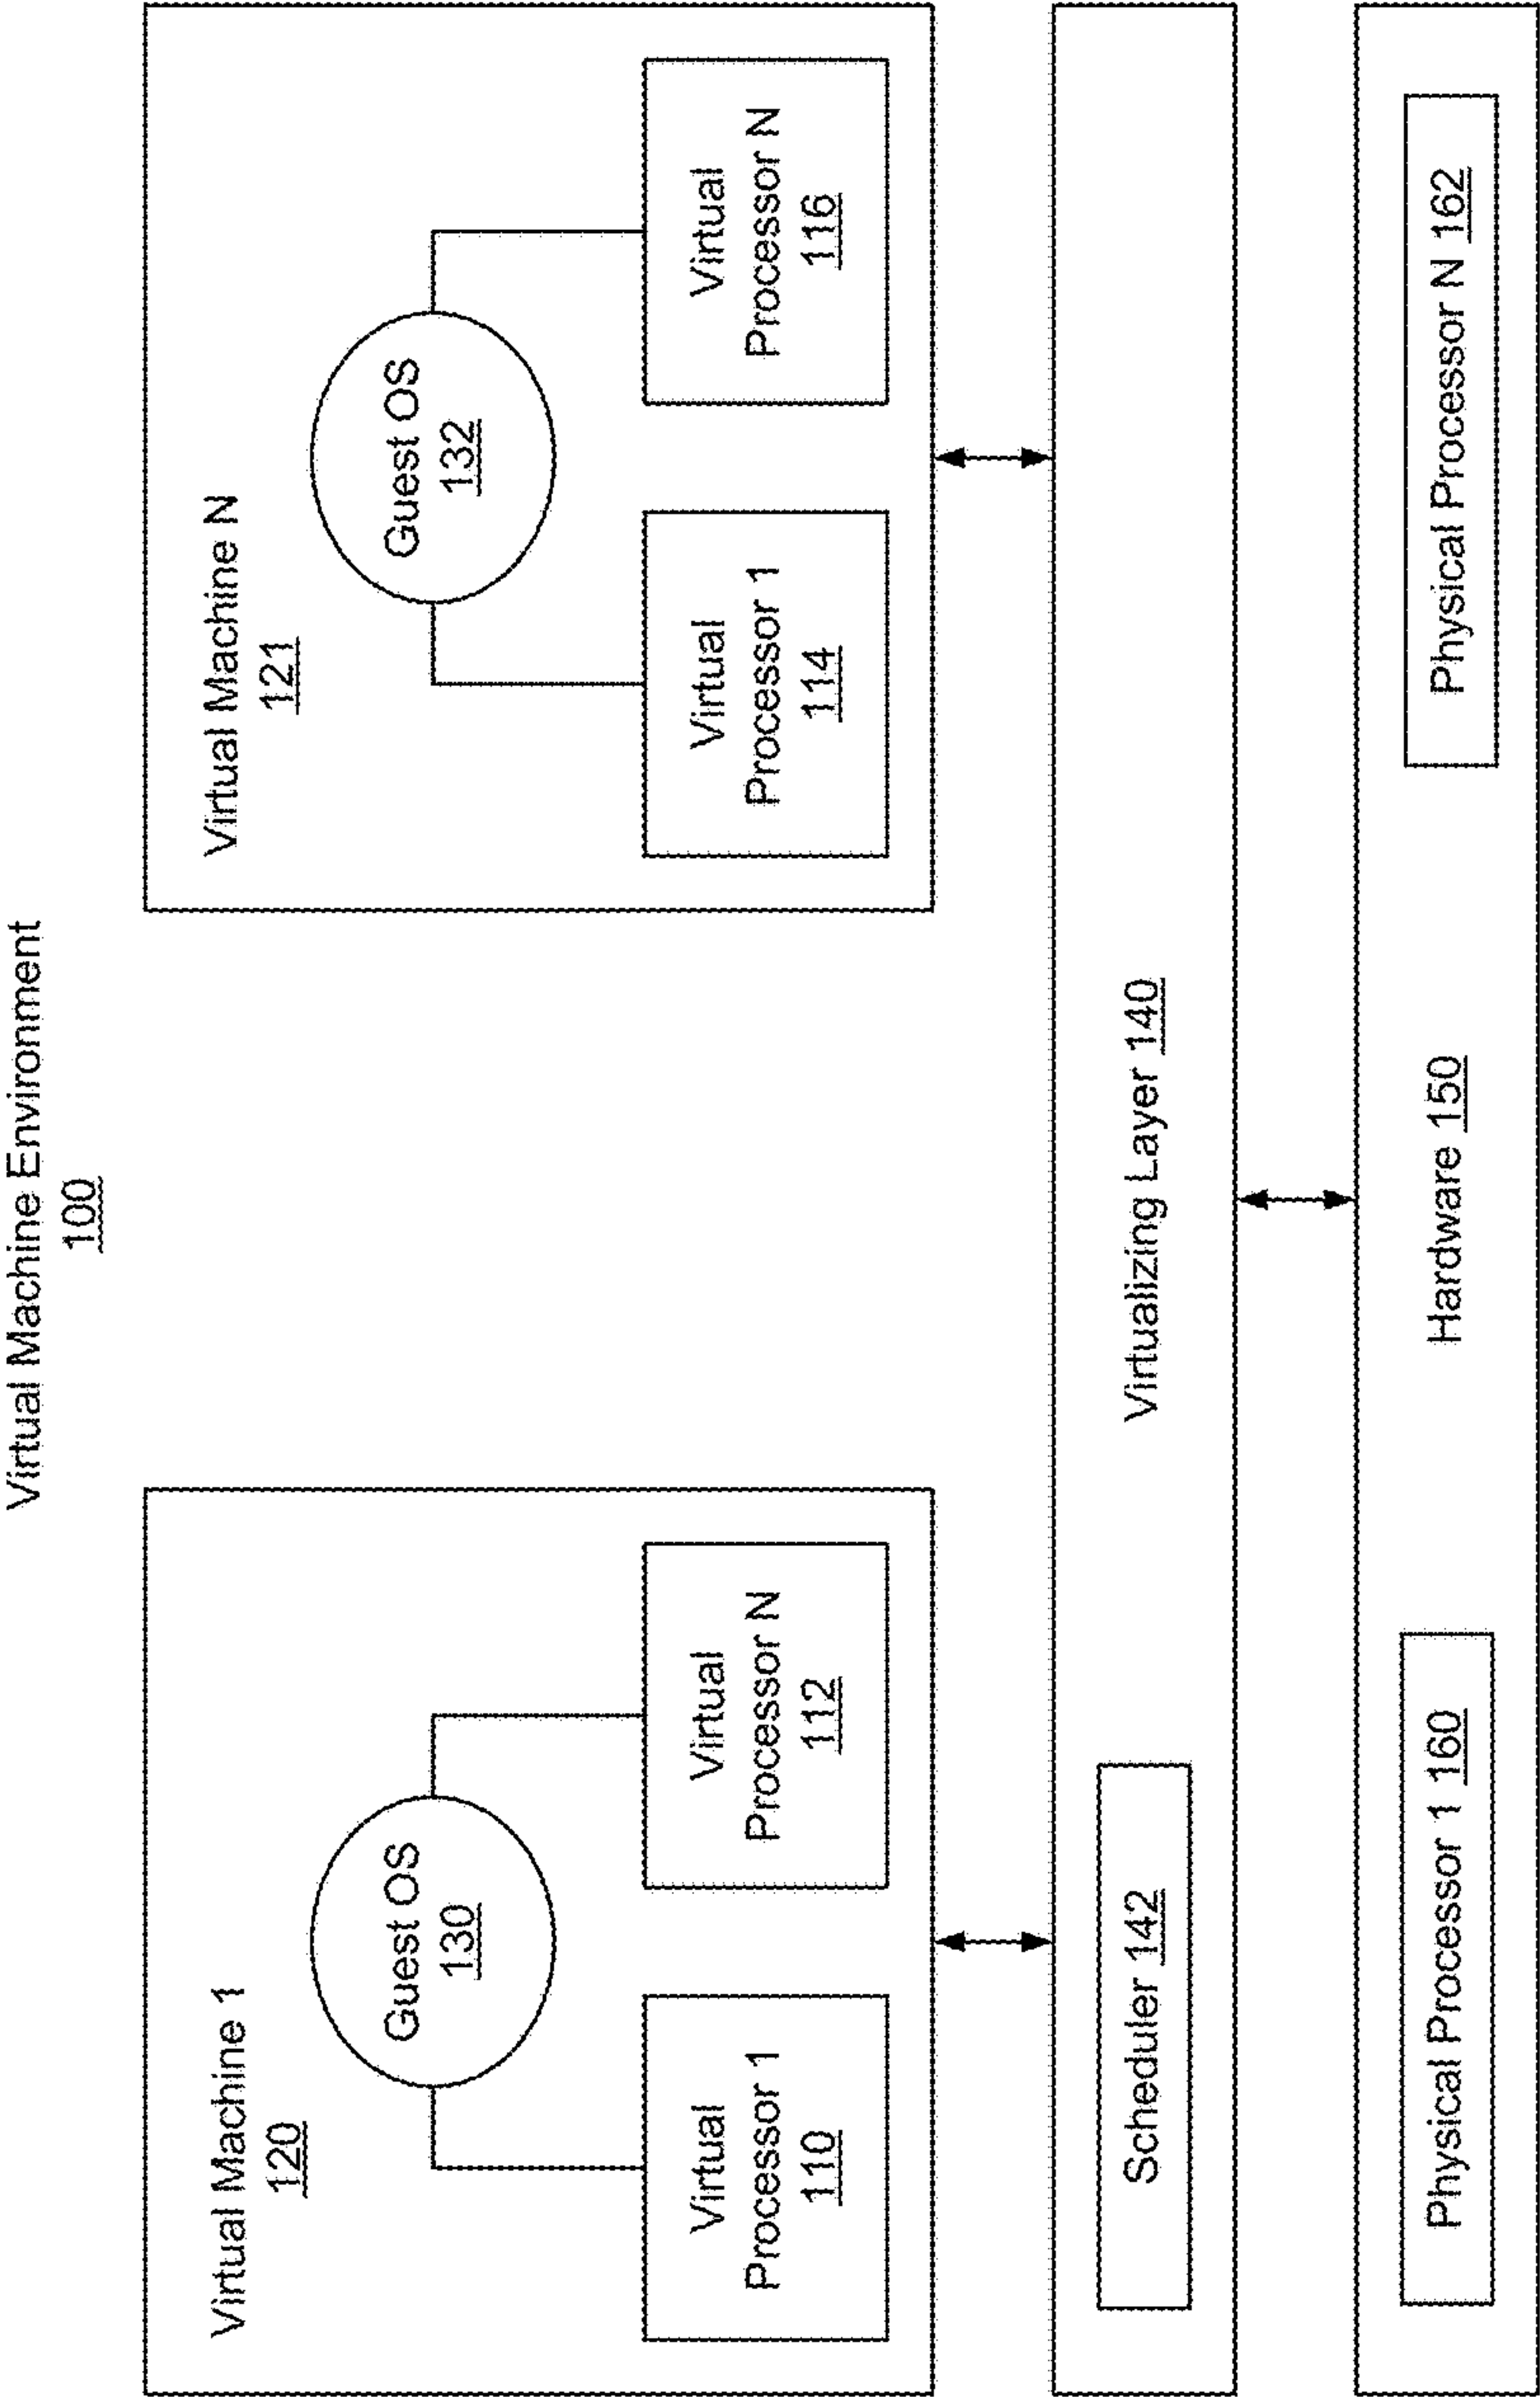 Virtual Machine Environment
100
Virtual Machine 1
120
Guest OS
130
Virtual
Processor 1
110
Virtual
Processor N
112
Virtual Machine N
121
Guest OS
132
Virtual
Processor 1
114
Virtual
Processor N
116
Scheduler 142
Virtualizing Layer 140
Physical Processor 1 160
Hardware 150
Physical Processor N 162